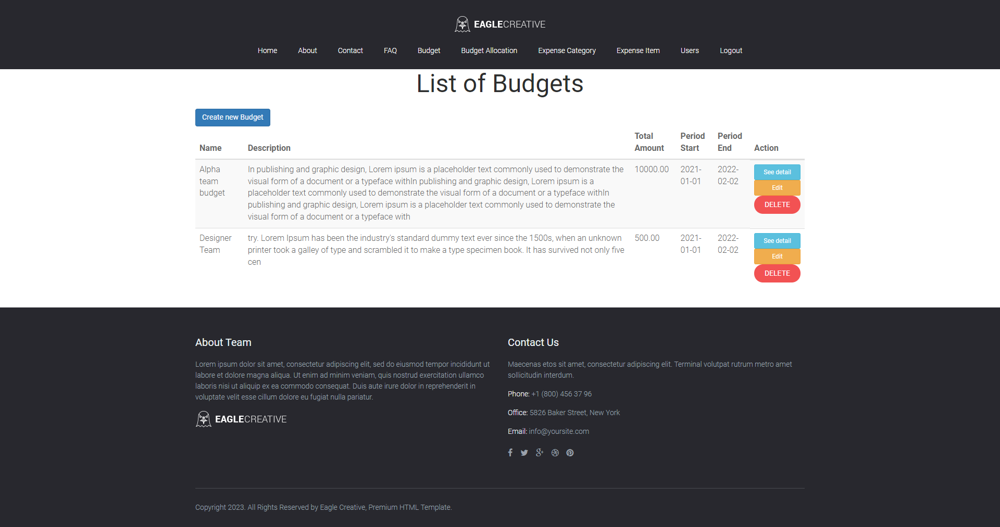 EAGLECREATIVE
Home About Contact FAQ Budget Budget Allocation Expense Category Expense Item Users Logout
List of Budgets
Create new Budget
Name Description Total Amount Period Start Period End Action
Alpha team budget
In publishing and graphic design, Lorem ipsum is a placeholder text commonly used to demonstrate the
visual form of a document or a typeface withIn publishing and graphic design, Lorem ipsum is a
placeholder text commonly used to demonstrate the visual form of a document or a typeface withIn
publishing and graphic design, Lorem ipsum is a placeholder text commonly used to demonstrate the
visual form of a document or a typeface with
10000.00
2021-
01-01
2022-
02-02
See detail
Edit
DELETE
Designer
Team
try. Lorem Ipsum has been the industry's standard dummy text ever since the 1500s, when an unknown
printer took a galley of type and scrambled it to make a type specimen book. It has survived not only five
cen
500.00
2021-
01-01
2022-
02-02
See detail
Edit
DELETE
About Team
Lorem ipsum dolor sit amet, consectetur adipiscing elit, sed do eiusmod tempor incididunt ut
labore et dolore magna aliqua. Ut enim ad minim veniam, quis nostrud exercitation ullamco
laboris nisi ut aliquip ex ea commodo consequat. Duis aute irure dolor in reprehenderit in
voluptate velit esse cillum dolore eu fugiat nulla pariatur.
EAGLECREATIVE
Contact Us
Maecenas etos sit amet, consectetur adipiscing elit. Terminal volutpat rutrum metro amet
sollicitudin interdum.
Phone: +1 (800) 456 37 96
Office: 5826 Baker Street, New York
Email: info@yoursite.com
Copyright 2023. All Rights Reserved by Eagle Creative, Premium HTML Template.